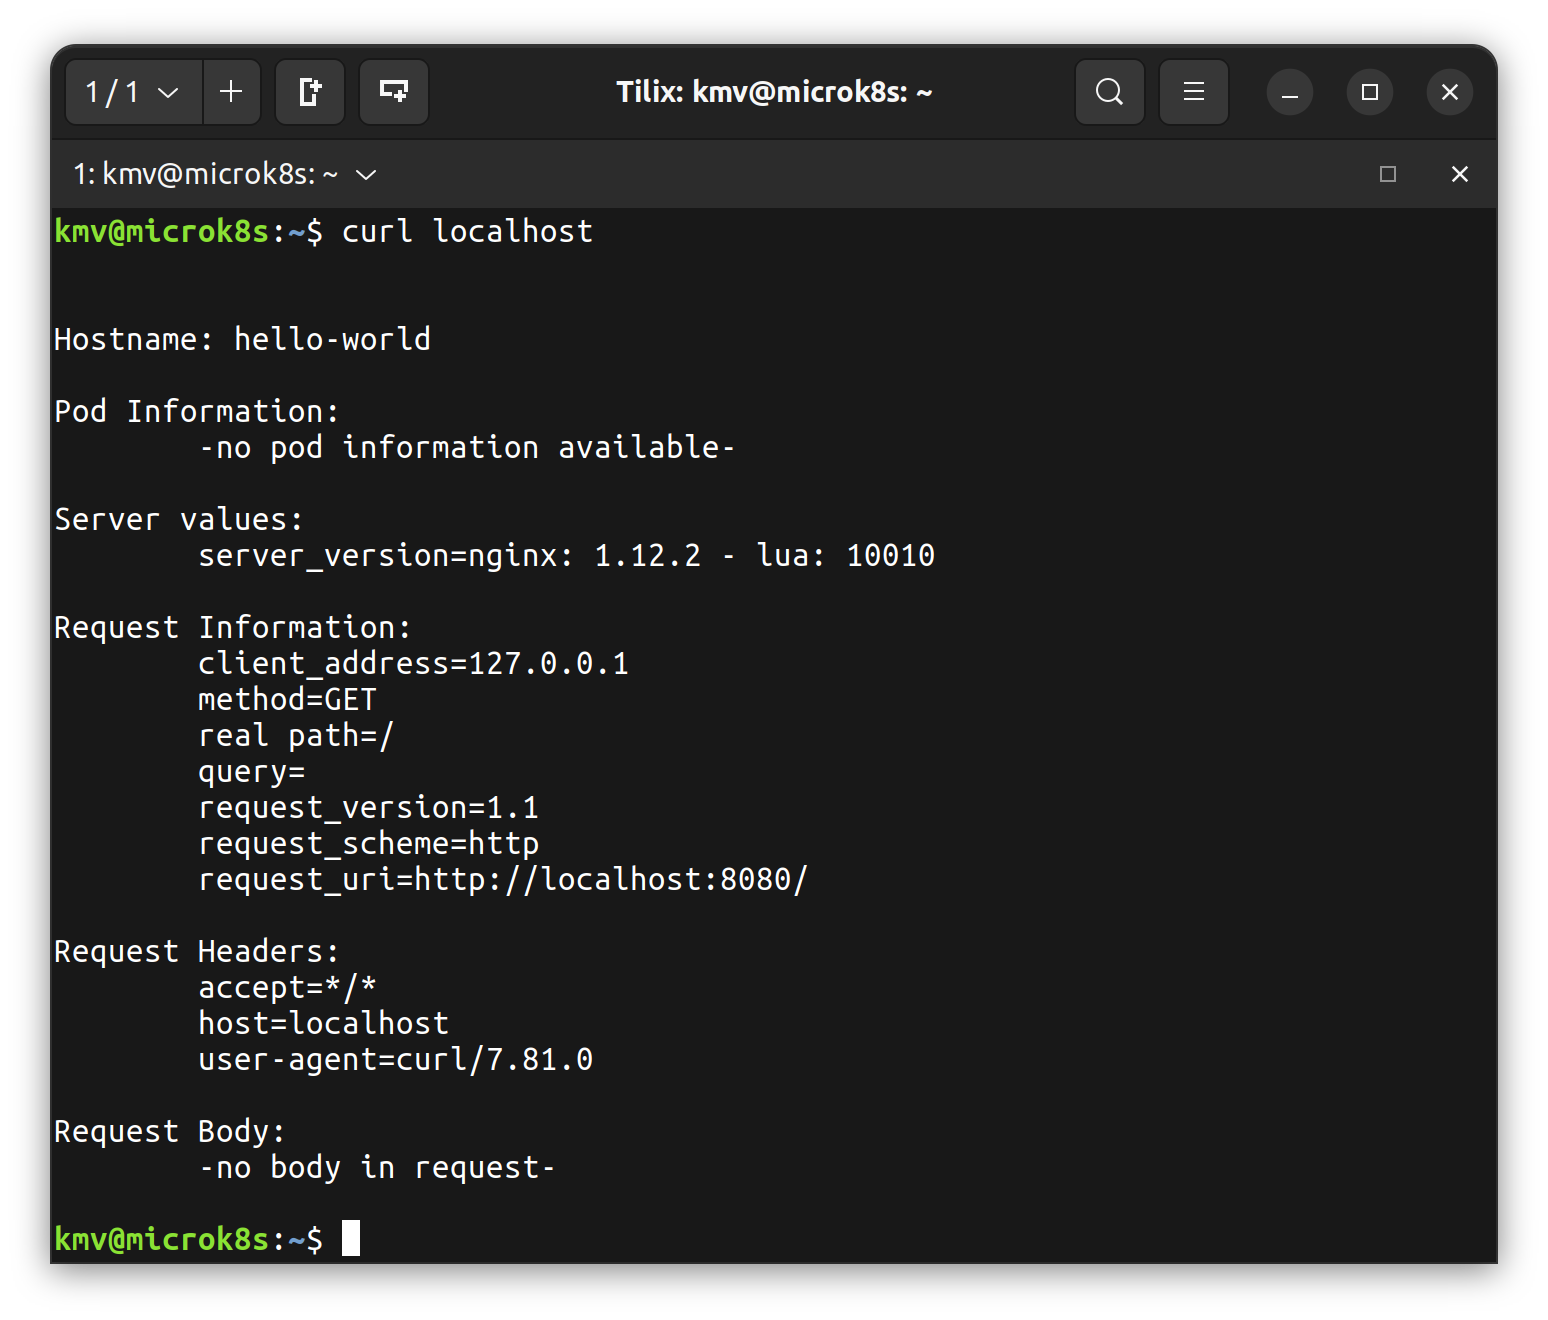 1 / 1
Tilix: kmv@microk8s: ~
1: kmv@microk8s: ~
kmv@microk8s:~$ curl localhost
Hostname: hello-world
Pod Information:
-no pod information available-
Server values:
server_version=nginx: 1.12.2 - lua: 10010
Request Information:
client_address=127.0.0.1
method=GET
real path=/
query=
request_version=1.1
request_scheme=http
request_uri=http://localhost:8080/
Request Headers:
accept=*/*
host=localhost
user-agent=curl/7.81.0
Request Body:
-no body in request-
kmv@microk8s:~$